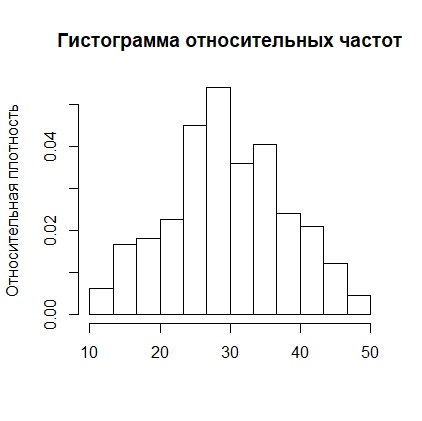 Гистограмма относительных частот
Относительная плотность
0.04
0.02
0.00
10 20 30 40 50